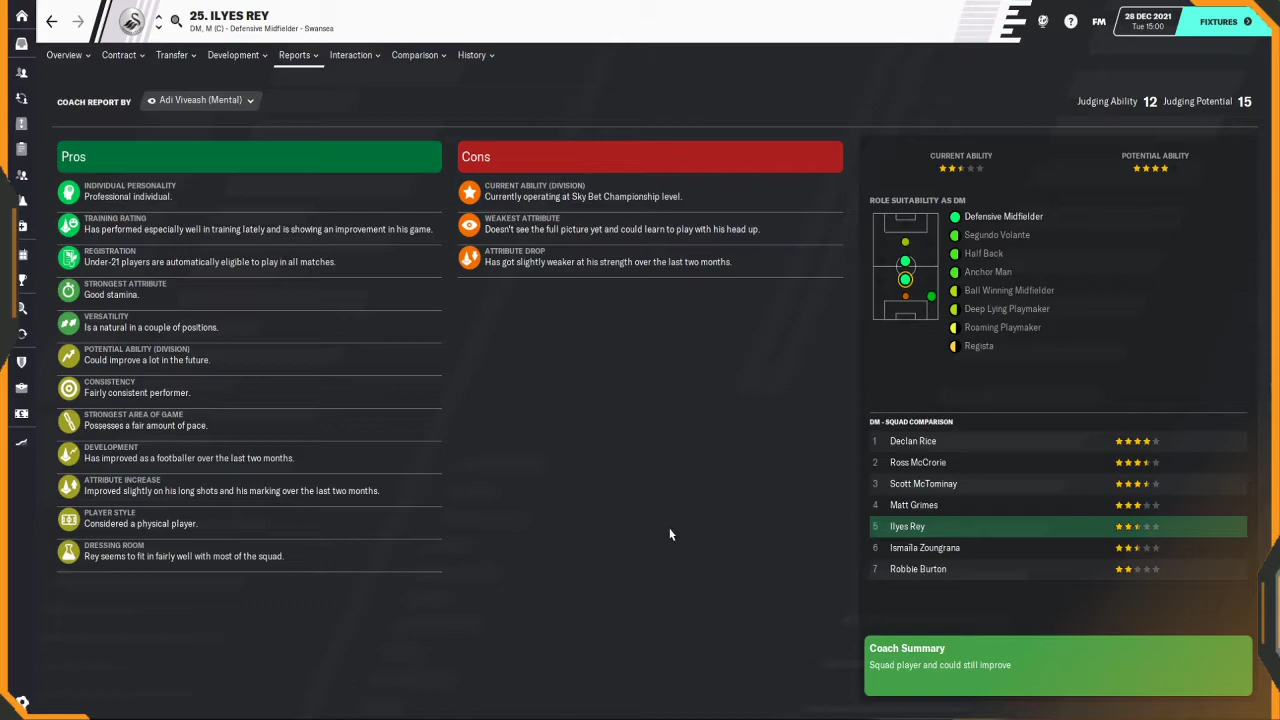 25. ILYES REY
DM, M (C) - Defensive Midfielder - Swansea
FM
28 DEC 2021
Tue 15:00
FIXTURES
Overview
Contract
Transfer
Development
Reports
Interaction
Comparison
History
COACH REPORT BY
Adi Viveash (Mental)
Judging Ability 12 Judging Potential 15
Pros
INDIVIDUAL PERSONALITY
Professional individual.
TRAINING RATING
Has performed especially well in training lately and is showing an improvement in his game.
REGISTRATION
Under-21 players are automatically eligible to play in all matches.
STRONGEST ATTRIBUTE
Good stamina.
VERSATILITY
Is a natural in a couple of positions.
POTENTIAL ABILITY (DIVISION)
Could improve a lot in the future.
CONSISTENCY
Fairly consistent performer.
STRONGEST AREA OF GAME
Possesses a fair amount of pace.
DEVELOPMENT
Has improved as a footballer over the last two months.
ATTRIBUTE INCREASE
Improved slightly on his long shots and his marking over the last two months.
PLAYER STYLE
Considered a physical player.
DRESSING ROOM
Rey seems to fit in fairly well with most of the squad.
Cons
CURRENT ABILITY (DIVISION)
Currently operating at Sky Bet Championship level.
WEAKEST ATTRIBUTE
Doesn't see the full picture yet and could learn to play with his head up.
ATTRIBUTE DROP
Has got slightly weaker at his strength over the last two months.
CURRENT ABILITY
POTENTIAL ABILITY
ROLE SUITABILITY AS DM
Defensive Midfielder
Segundo Volante
Half Back
Anchor Man
Ball Winning Midfielder
Deep Lying Playmaker
Roaming Playmaker
Regista
DM - SQUAD COMPARISON
1 Declan Rice
2 Ross McCrorie
3 Scott McTominay
4 Matt Grimes
5 Ilyes Rey
6 Ismaïla Zoungrana
7 Robbie Burton
Coach Summary
Squad player and could still improve